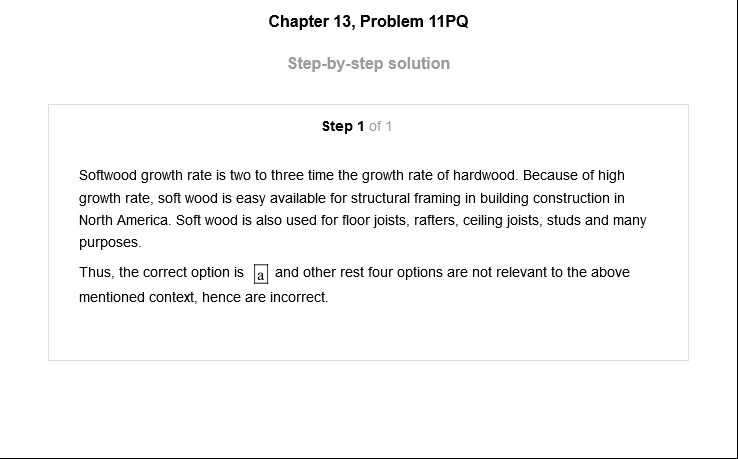 Chapter 13, Problem 11PQ
Step-by-step solution
Step 1 of 1
Softwood growth rate is two to three time the growth rate of hardwood. Because of high
growth rate, soft wood is easy available for structural framing in building construction in
North America. Soft wood is also used for floor joists, rafters, ceiling joists, studs and many
purposes.
Thus, the correct option is a and other rest four options are not relevant to the above
mentioned context, hence are incorrect.